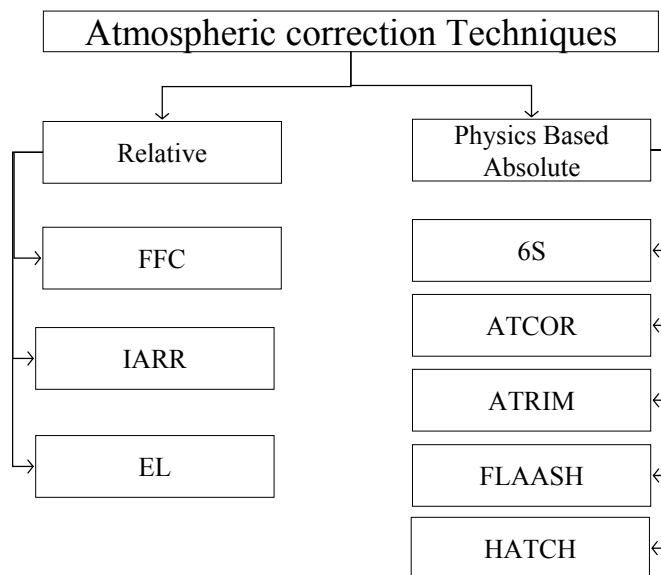 Atmospheric correction Techniques
Relative
FFC
IARR
EL
Physics Based
Absolute
6S
ATCOR
ATRIM
FLAASH
HATCH